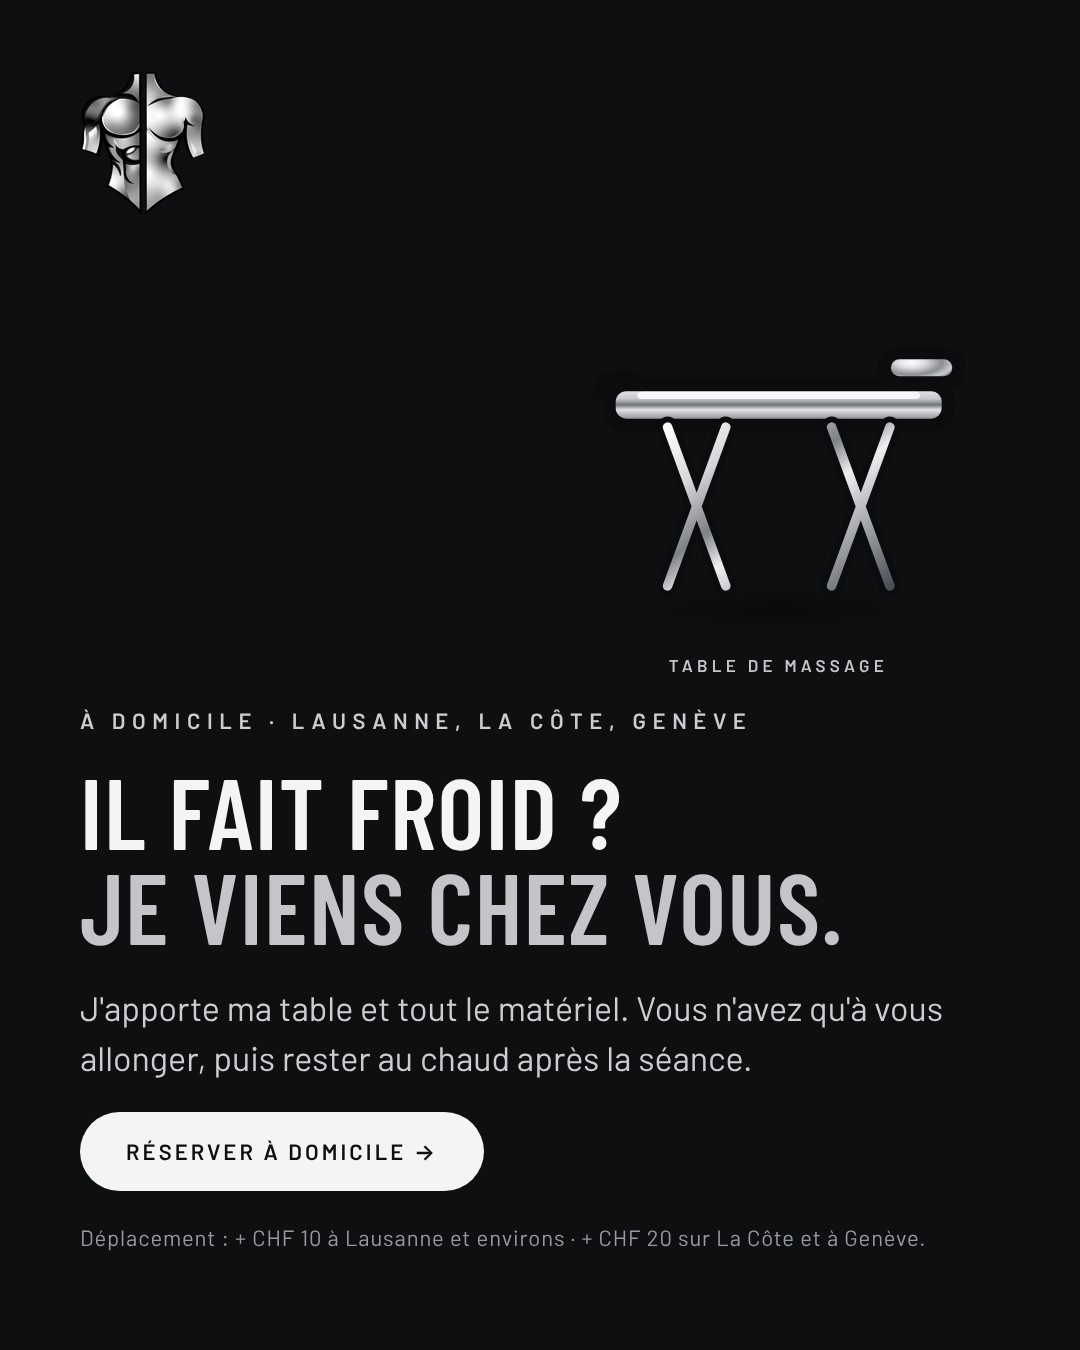 TABLE DE MASSAGE
À DOMICILE · LAUSANNE, LA CÔTE, GENÈVE
IL FAIT FROID ?
JE VIENS CHEZ VOUS.
J'apporte ma table et tout le matériel. Vous n'avez qu'à vous
allonger, puis rester au chaud après la séance.
RÉSERVER À DOMICILE →
Déplacement : + CHF 10 à Lausanne et environs · + CHF 20 sur La Côte et à Genève.